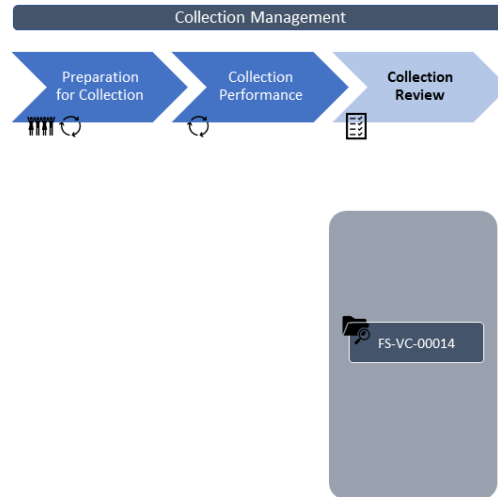 Collection Management
Preparation
for Collection
Collection
Performance
Collection
Review
FS-VC-00014